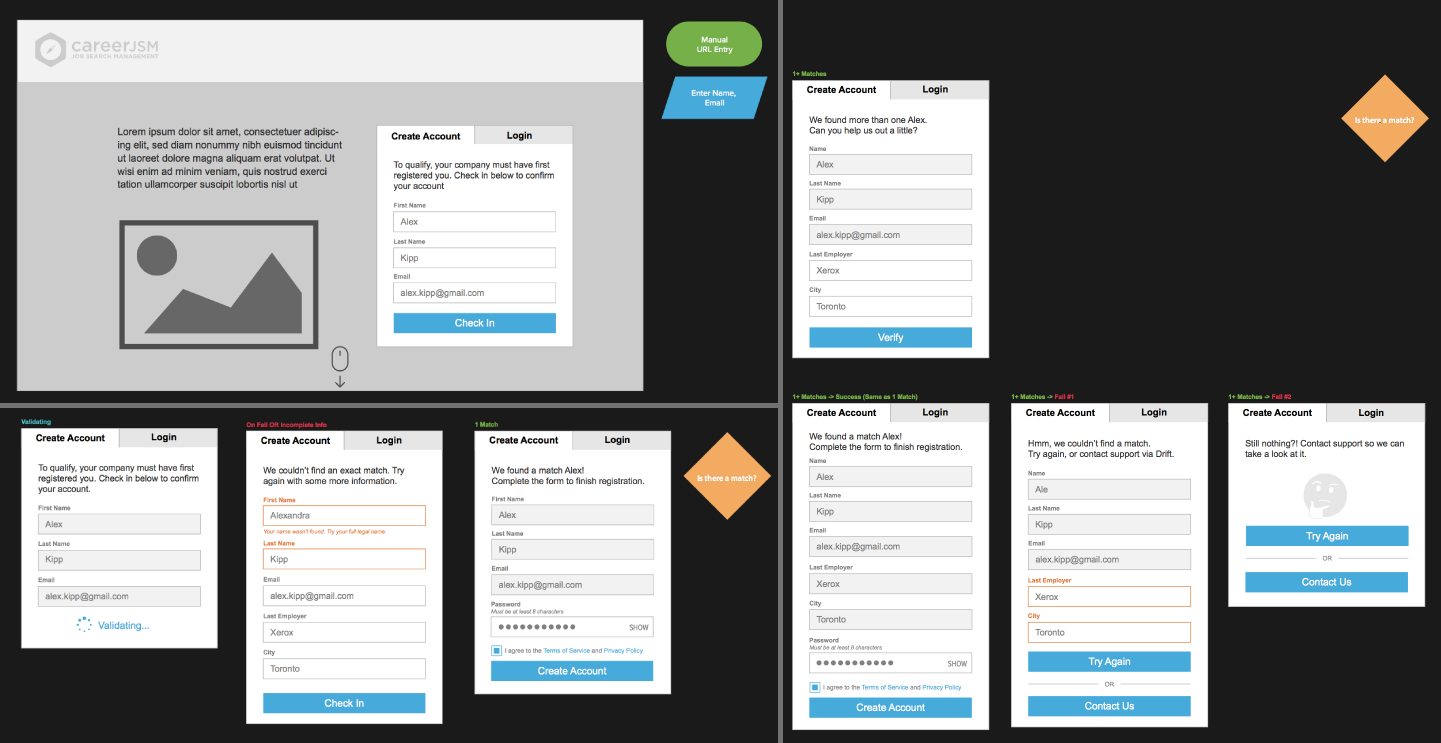 careerJSM
JOB SEARCH MANAGEMENT
Manual
URL Entry
Enter Name,
Email
Lorem ipsum dolor sit amet, consectetuer adipisc-
ing elit, sed diam nonummy nibh euismod tincidunt
ut laoreet dolore magna aliquam erat volutpat. Ut
wisi enim ad minim veniam, quis nostrud exerci
tation ullamcorper suscipit lobortis nisl ut
Create Account
Login
To qualify, your company must have first
registered you. Check in below to confirm
your account
First Name
Alex
Last Name
Kipp
Email
alex.kipp@gmail.com
Check In
1+ Matches
Create Account
Login
We found more than one Alex.
Can you help us out a little?
Name
Alex
Last Name
Kipp
Email
alex.kipp@gmail.com
Last Employer
Xerox
City
Toronto
Verify
Is there a match?
Validating
Create Account
Login
To qualify, your company must have first
registered you. Check in below to confirm
your account.
First Name
Alex
Last Name
Kipp
Email
alex.kipp@gmail.com
Validating...
On Fail OR Incomplete Info
Create Account
Login
We couldn't find an exact match. Try
again with some more information.
First Name
Alexandra
Your name wasn't found. Try your full legal name
Last Name
Kipp
Email
alex.kipp@gmail.com
Last Employer
Xerox
City
Toronto
Check In
1 Match
Create Account
Login
We found a match Alex!
Complete the form to finish registration.
First Name
Alex
Last Name
Kipp
Email
alex.kipp@gmail.com
Password
Must be at least 8 characters
SHOW
I agree to the Terms of Service and Privacy Policy
Create Account
Is there a match?
1+ Matches -> Success (Same as 1 Match)
Create Account
Login
We found a match Alex!
Complete the form to finish registration.
Name
Alex
Last Name
Kipp
Email
alex.kipp@gmail.com
Last Employer
Xerox
City
Toronto
Password
Must be at least 8 characters
SHOW
I agree to the Terms of Service and Privacy Policy
Create Account
1+ Matches -> Fail #1
Create Account
Login
Hmm, we couldn't find a match.
Try again, or contact support via Drift.
Name
Ale
Last Name
Kipp
Email
alex.kipp@gmail.com
Last Employer
Xerox
City
Toronto
Try Again
OR
Contact Us
1+ Matches -> Fail #2
Create Account
Login
Still nothing?! Contact support so we can
take a look at it.
Try Again
OR
Contact Us